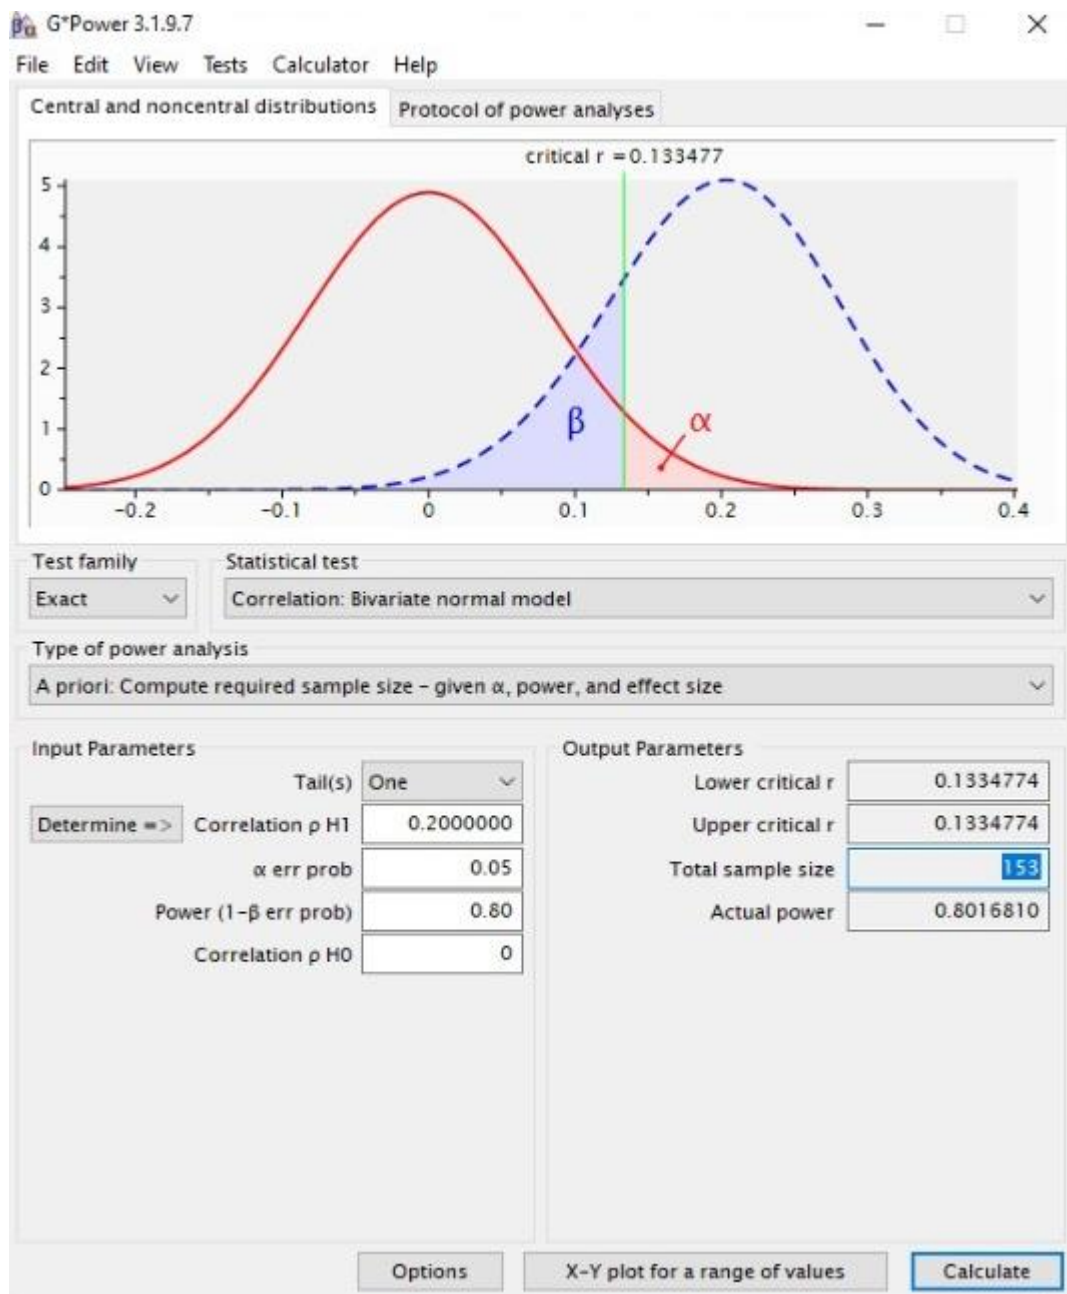 G*Power 3.1.9.7
File Edit View Tests Calculator Help
Central and noncentral distributions Protocol of power analyses
critical r = 0.133477
5
4
3
2
1
0
β
α
-0.2 -0.1 0 0.1 0.2 0.3 0.4
Test family Statistical test
Exact Correlation: Bivariate normal model
Type of power analysis
A priori: Compute required sample size - given α, power, and effect size
Input Parameters
Tail(s) One
Determine => Correlation ρ H1 0.2000000
α err prob 0.05
Power (1-β err prob) 0.80
Correlation ρ H0 0
Output Parameters
Lower critical r 0.1334774
Upper critical r 0.1334774
Total sample size 153
Actual power 0.8016810
Options X-Y plot for a range of values Calculate